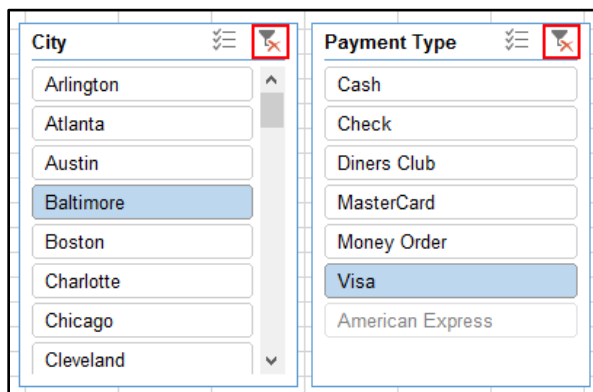 City
Arlington
Atlanta
Austin
Baltimore
Boston
Charlotte
Chicago
Cleveland
Payment Type
Cash
Check
Diners Club
MasterCard
Money Order
Visa
American Express